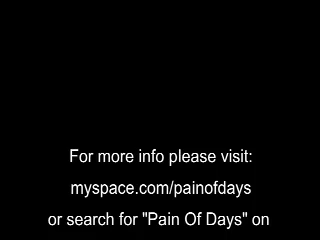 For more info please visit:
myspace.com/painofdays
or search for "Pain Of Days" on